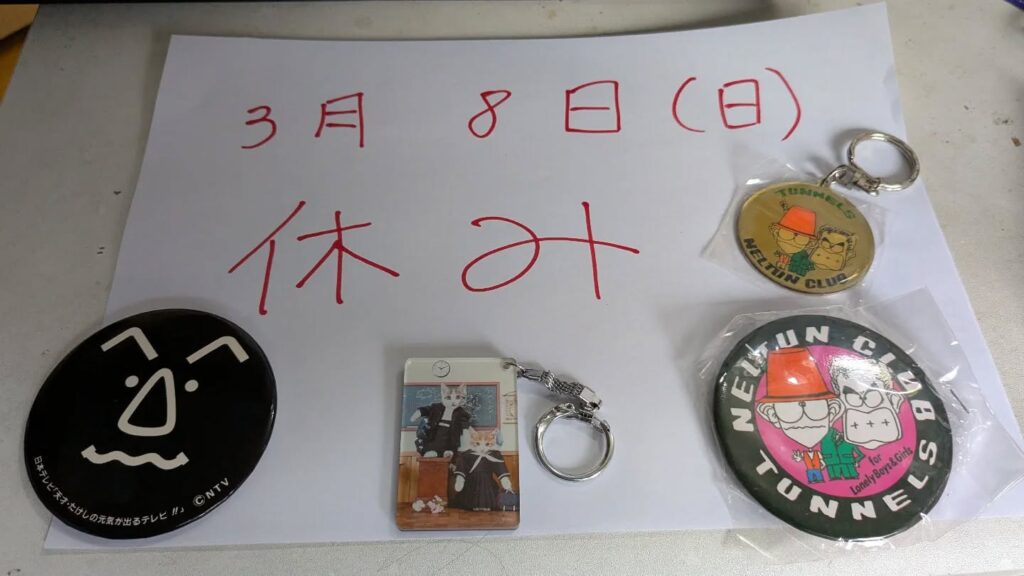 3月 8日(日)
休み
TUNNELS
NELTUN CLUB
NELTUN CLUB
TUNNELS
for
Lonely Boys & Girls
日本テレビ「天才・たけしの元気が出るテレビ!!」
©NTV